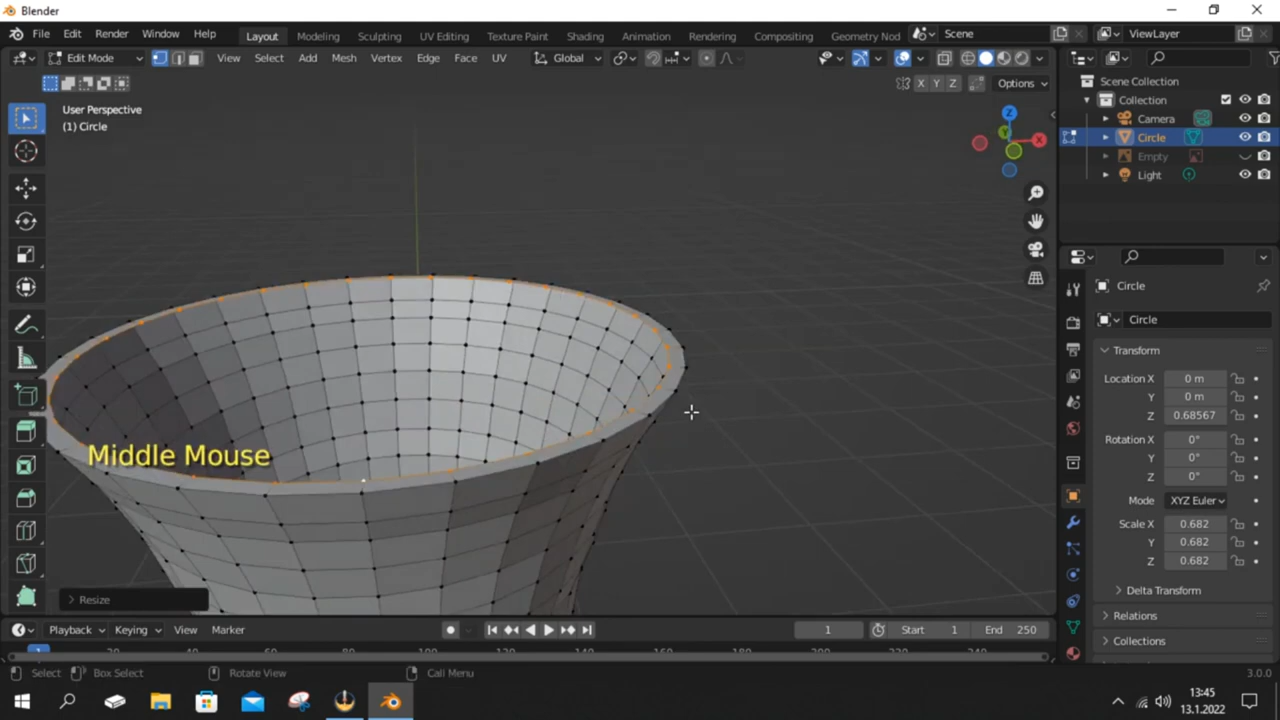 Blender
File Edit Render Window Help Layout Modeling Sculpting UV Editing Texture Paint Shading Animation Rendering Compositing Geometry Nod Scene ViewLayer
Edit Mode View Select Add Mesh Vertex Edge Face UV Global
X Y Z Options
User Perspective
(1) Circle
Z
Y
X
Scene Collection
Collection
Camera
Circle
Empty
Light
Circle
Circle
Transform
Location X 0 m
Y 0 m
Z 0.68567
Rotation X 0°
Y 0°
Z 0°
Mode XYZ Euler
Scale X 0.682
Y 0.682
Z 0.682
Delta Transform
Relations
Collections
Middle Mouse
Resize
Playback Keying View Marker 1 Start 1 End 250
Select Box Select Rotate View Call Menu 3.0.0
13:45
13.1.2022